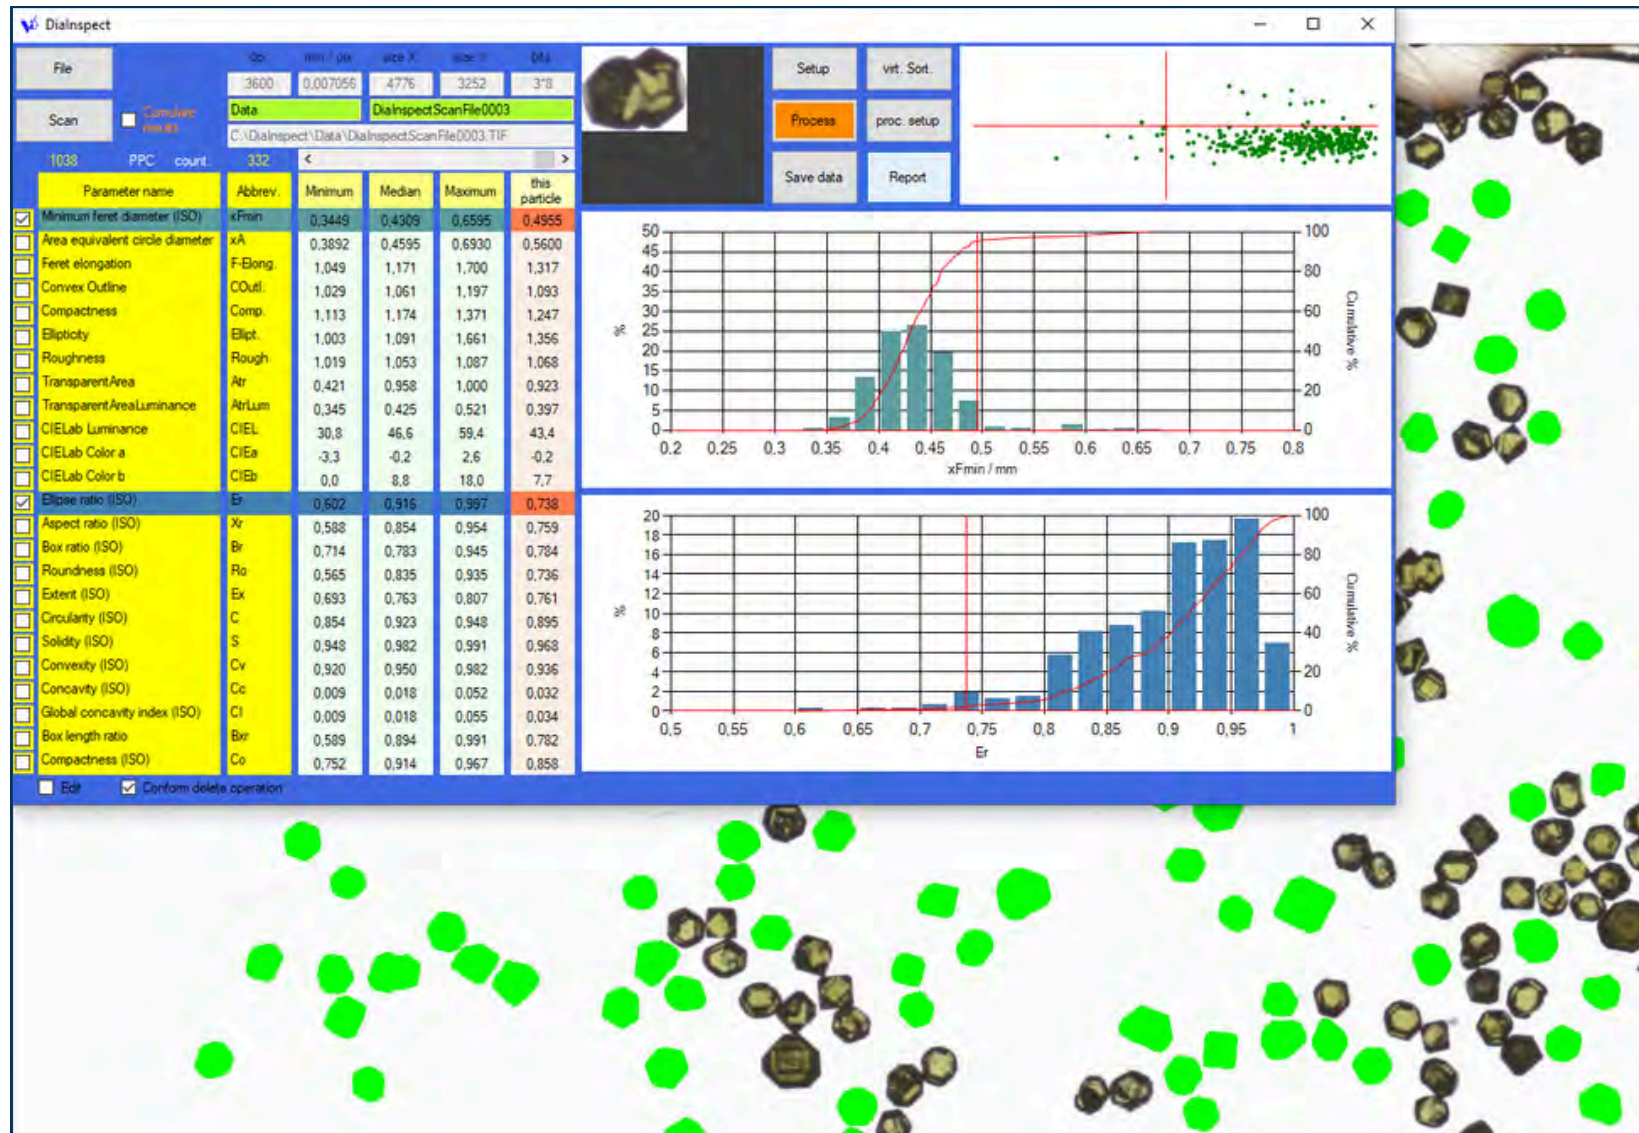 DiaInspect
File
dpi mm / pix size X size Y
3600 0,007056 4776 3252 3*8
Scan
Data DiaInspectScanFile0003
C:\DiaInspect\Data\DiaInspectScanFile0003.TIF
1038 PPC count 332 < >
Parameter name Abbrev. Minimum Median Maximum this particle
Minimum feret diameter (ISO) xFmin 0,3449 0,4309 0,6595 0,4955
Area equivalent circle diameter xA 0,3892 0,4595 0,6930 0,5600
Feret elongation F-Elong. 1,049 1,171 1,700 1,317
Convex Outline COutl. 1,029 1,061 1,197 1,093
Compactness Comp. 1,113 1,174 1,371 1,247
Ellipticity Ellipt. 1,003 1,091 1,661 1,356
Roughness Rough 1,019 1,053 1,087 1,068
TransparentArea Atr 0,421 0,958 1,000 0,923
TransparentAreaLuminance AtrLum 0,345 0,425 0,521 0,397
CIELab Luminance CIEL 30,8 46,6 59,4 43,4
CIELab Color a CIEa -3,3 -0,2 2,6 -0,2
CIELab Color b CIEb 0,0 8,8 18,0 7,7
Ellipse ratio (ISO) Er 0,602 0,916 0,997 0,738
Aspect ratio (ISO) Xr 0,588 0,854 0,954 0,759
Box ratio (ISO) Br 0,714 0,783 0,945 0,784
Roundness (ISO) Ro 0,565 0,835 0,935 0,736
Extent (ISO) Ex 0,693 0,763 0,807 0,761
Circularity (ISO) C 0,854 0,923 0,948 0,895
Solidity (ISO) S 0,948 0,982 0,991 0,968
Convexity (ISO) Cv 0,920 0,950 0,982 0,936
Concavity (ISO) Cc 0,009 0,018 0,052 0,032
Global concavity index (ISO) CI 0,009 0,018 0,055 0,034
Box length ratio Bxr 0,589 0,894 0,991 0,782
Compactness (ISO) Co 0,752 0,914 0,967 0,858
Edit Conform delete operation
Setup virt. Sort.
Process proc. setup
Save data Report
50 45 40 35 30 25 20 15 10 5 0
%
100 80 60 40 20 0
Cumulative %
0.2 0,25 0.3 0,35 0.4 0,45 0,5 0,55 0,6 0,65 0,7 0,75 0,8
xFmin / mm
20 18 16 14 12 10 8 6 4 2 0
%
100 80 60 40 20 0
Cumulative %
0,5 0,55 0,6 0,65 0,7 0,75 0,8 0,85 0,9 0,95 1
Er